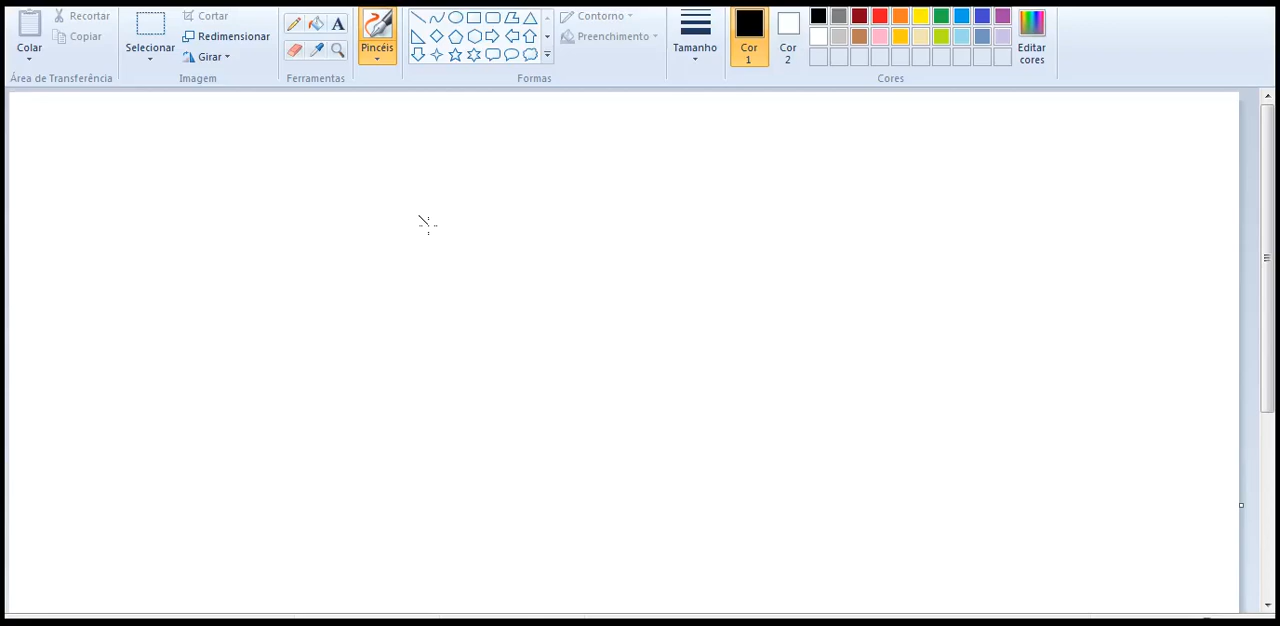 Colar
Recortar
Copiar
Área de Transferência
Selecionar
Cortar
Redimensionar
Girar
Imagem
A
Ferramentas
Pincéis
Contorno
Preenchimento
Formas
Tamanho
Cor
1
Cor
2
Editar
cores
Cores